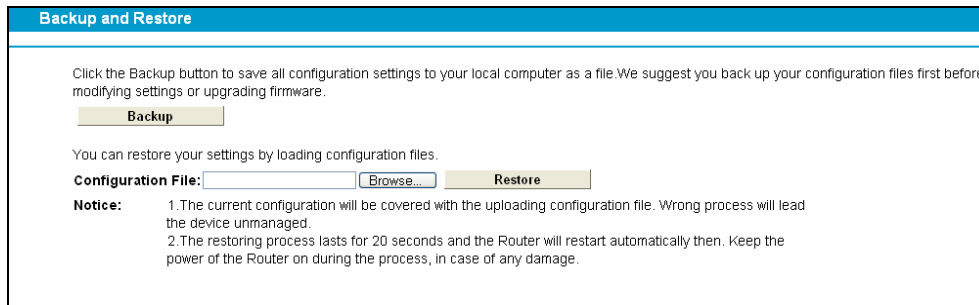 Backup and Restore
Click the Backup button to save all configuration settings to your local computer as a file.We suggest you back up your configuration files first before
modifying settings or upgrading firmware.
Backup
You can restore your settings by loading configuration files.
Configuration File: Browse... Restore
Notice: 1.The current configuration will be covered with the uploading configuration file. Wrong process will lead
the device unmanaged.
2.The restoring process lasts for 20 seconds and the Router will restart automatically then. Keep the
power of the Router on during the process, in case of any damage.